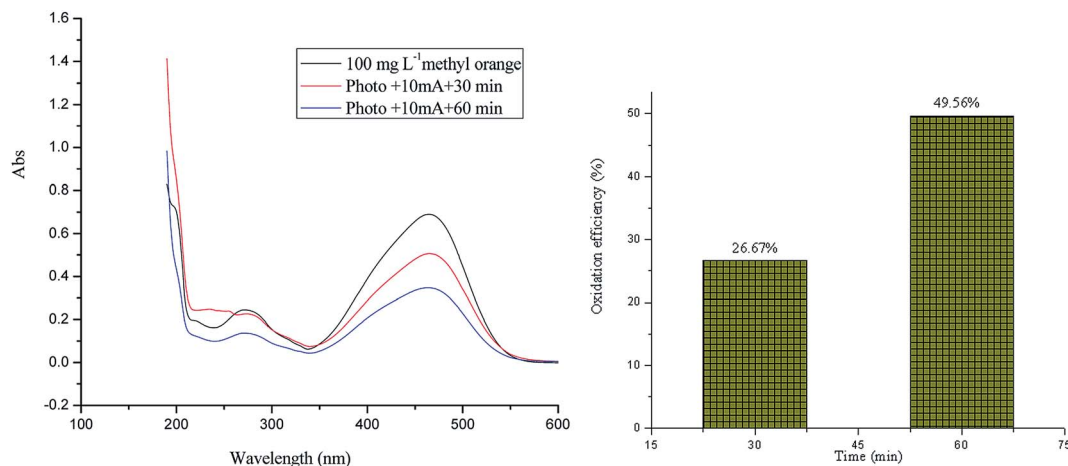 1.6
1.4
1.2
1.0
0.8
0.6
0.4
0.2
0.0
-0.2
Abs
100 mg L⁻¹methyl orange
Photo +10mA+30 min
Photo +10mA+60 min
100 200 300 400 500 600
Wavelength (nm)
50
40
30
20
10
0
Oxidation efficiency (%)
26.67%
49.56%
15 30 45 60 75
Time (min)